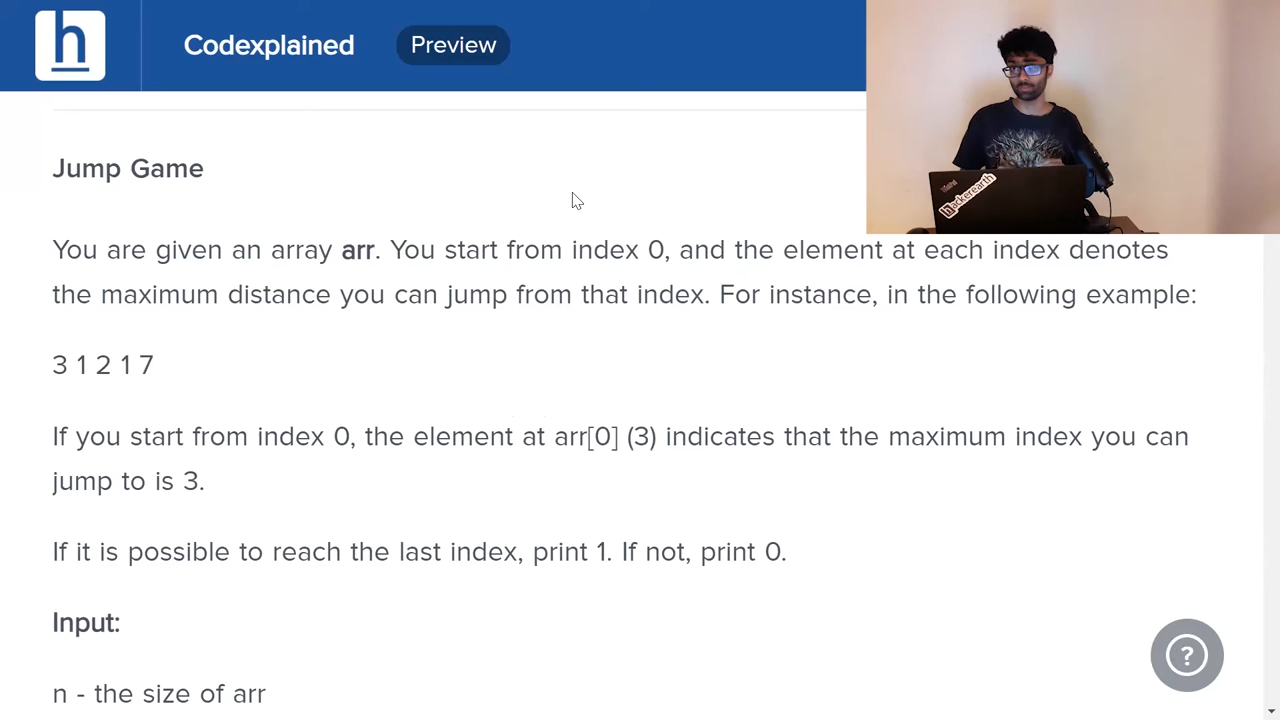 h Codexplained Preview
Jump Game
You are given an array arr. You start from index 0, and the element at each index denotes
the maximum distance you can jump from that index. For instance, in the following example:
3 1 2 1 7
If you start from index 0, the element at arr[0] (3) indicates that the maximum index you can
jump to is 3.
If it is possible to reach the last index, print 1. If not, print 0.
Input:
n - the size of arr
?
hackerearth
ThinkPad